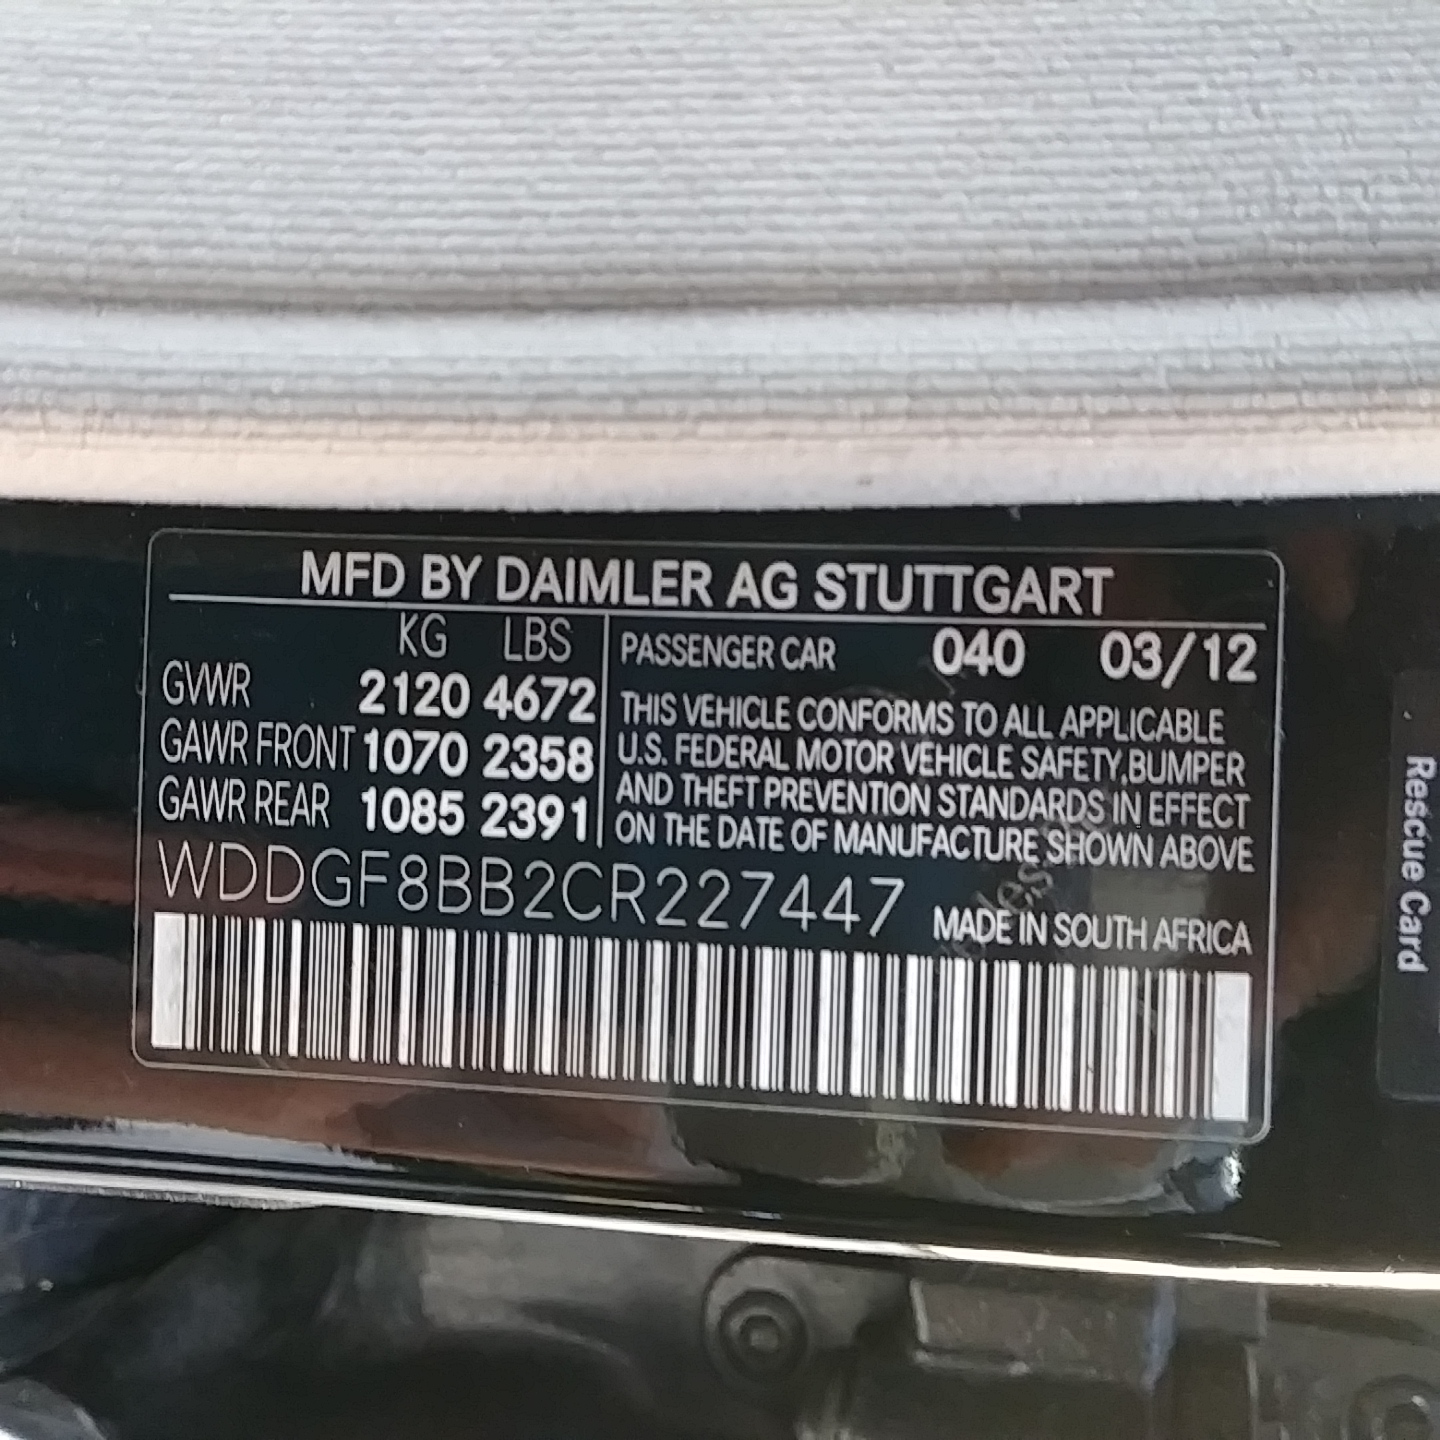 MFD BY DAIMLER AG STUTTGART
KG LBS
GVWR 2120 4672
GAWR FRONT 1070 2358
GAWR REAR 1085 2391
PASSENGER CAR 040 03/12
THIS VEHICLE CONFORMS TO ALL APPLICABLE
U.S. FEDERAL MOTOR VEHICLE SAFETY,BUMPER
AND THEFT PREVENTION STANDARDS IN EFFECT
ON THE DATE OF MANUFACTURE SHOWN ABOVE
WDDGF8BB2CR227447
MADE IN SOUTH AFRICA
Rescue Card